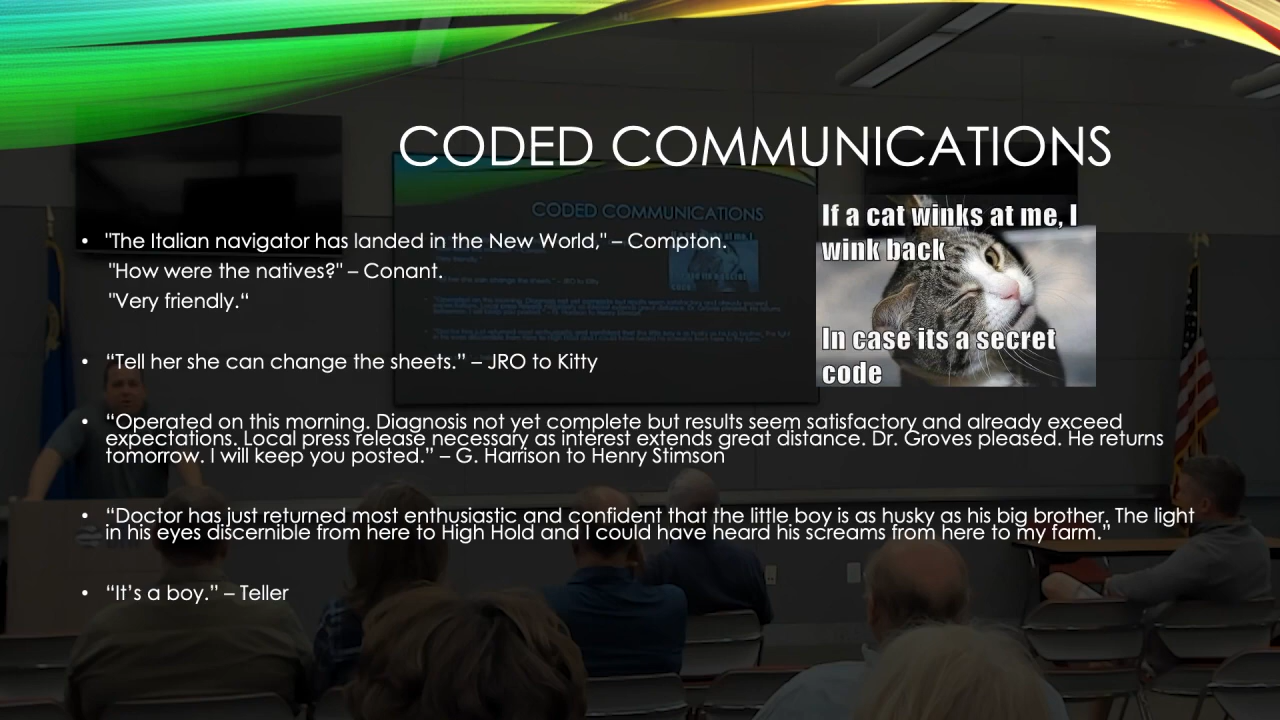 CODED COMMUNICATIONS
• "The Italian navigator has landed in the New World," – Compton.
"How were the natives?" – Conant.
"Very friendly.“
• “Tell her she can change the sheets.” – JRO to Kitty
• “Operated on this morning. Diagnosis not yet complete but results seem satisfactory and already exceed
expectations. Local press release necessary as interest extends great distance. Dr. Groves pleased. He returns
tomorrow. I will keep you posted.” – G. Harrison to Henry Stimson
• “Doctor has just returned most enthusiastic and confident that the little boy is as husky as his big brother. The light
in his eyes discernible from here to High Hold and I could have heard his screams from here to my farm.”
• “It’s a boy.” – Teller
If a cat winks at me, I
wink back
In case its a secret
code
CODED COMMUNICATIONS